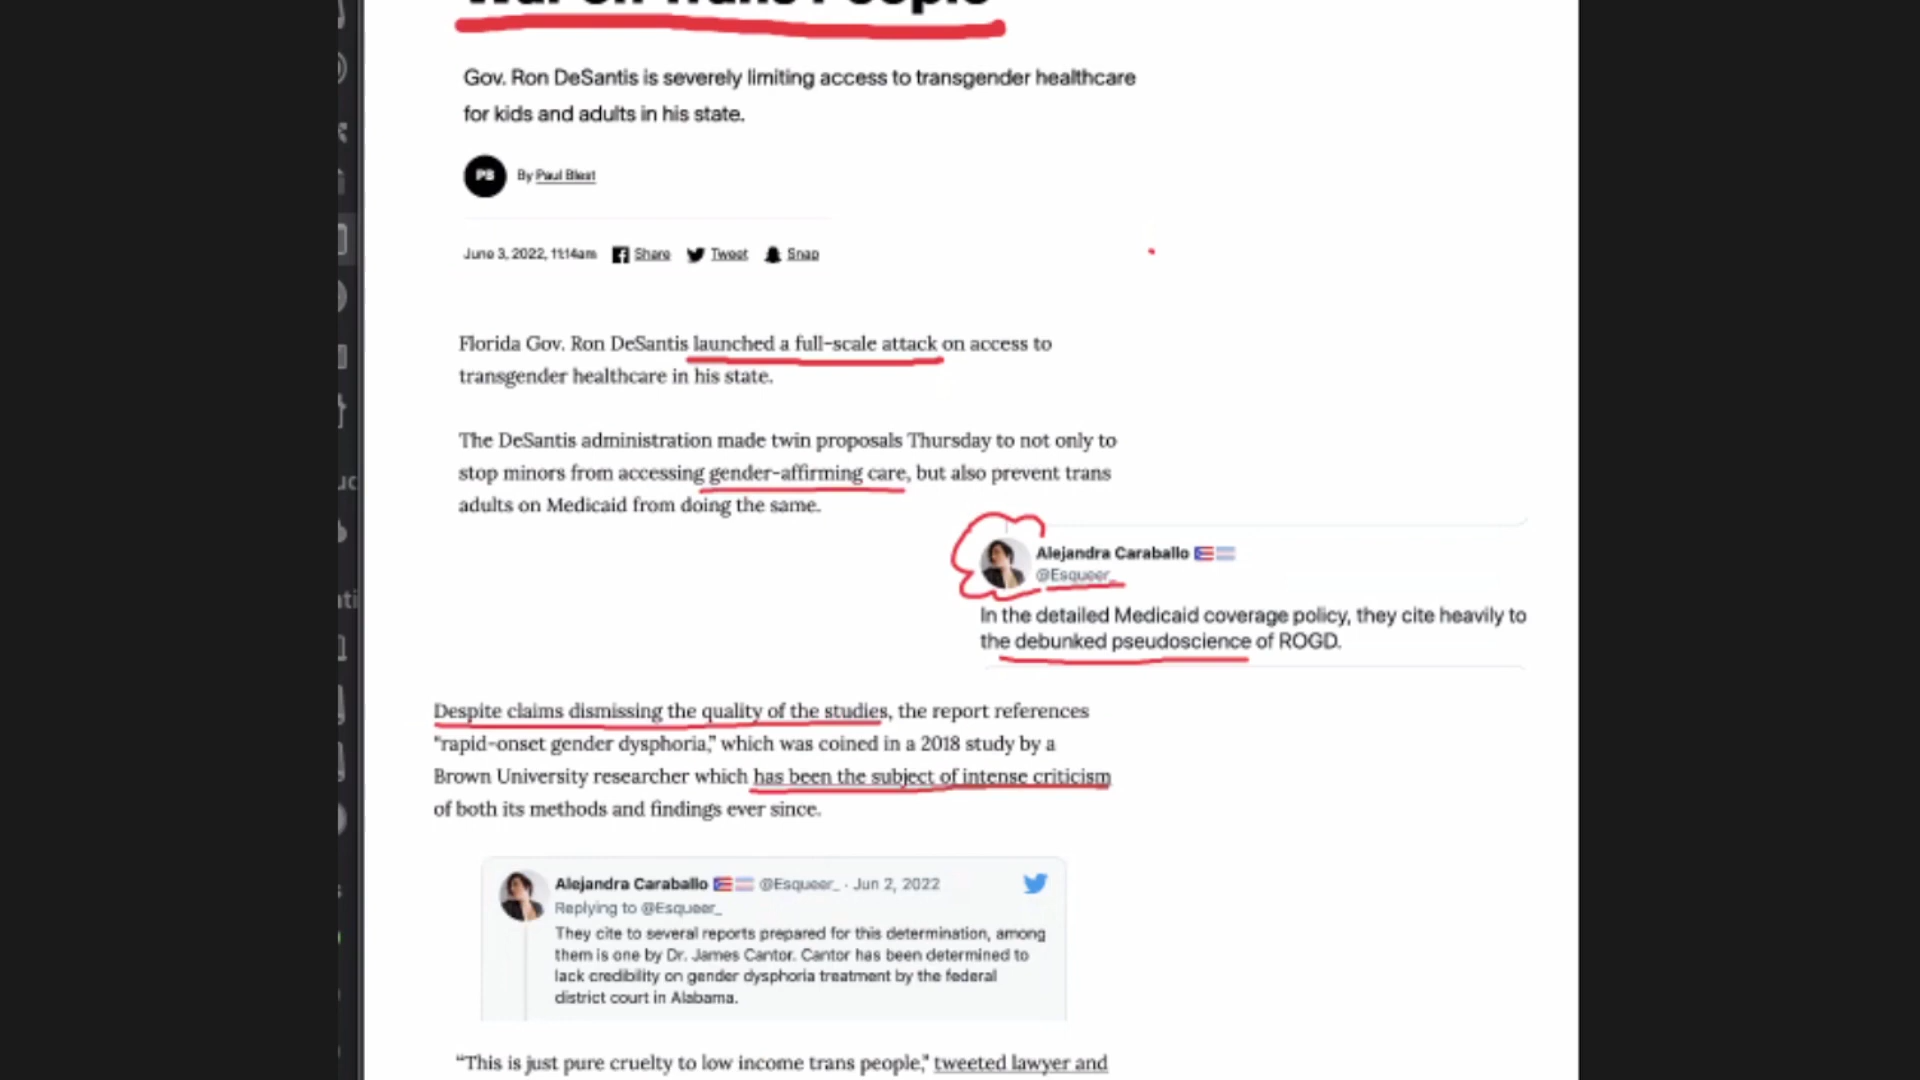 War on Trans People
Gov. Ron DeSantis is severely limiting access to transgender healthcare
for kids and adults in his state.
PB
By Paul Blest
June 3, 2022, 11:14am Share Tweet Snap
Florida Gov. Ron DeSantis launched a full-scale attack on access to
transgender healthcare in his state.
The DeSantis administration made twin proposals Thursday to not only to
stop minors from accessing gender-affirming care, but also prevent trans
adults on Medicaid from doing the same.
Alejandra Caraballo
@Esqueer_
In the detailed Medicaid coverage policy, they cite heavily to
the debunked pseudoscience of ROGD.
Despite claims dismissing the quality of the studies, the report references
“rapid-onset gender dysphoria,” which was coined in a 2018 study by a
Brown University researcher which has been the subject of intense criticism
of both its methods and findings ever since.
Alejandra Caraballo @Esqueer_ · Jun 2, 2022
Replying to @Esqueer_
They cite to several reports prepared for this determination, among
them is one by Dr. James Cantor. Cantor has been determined to
lack credibility on gender dysphoria treatment by the federal
district court in Alabama.
“This is just pure cruelty to low income trans people,” tweeted lawyer and